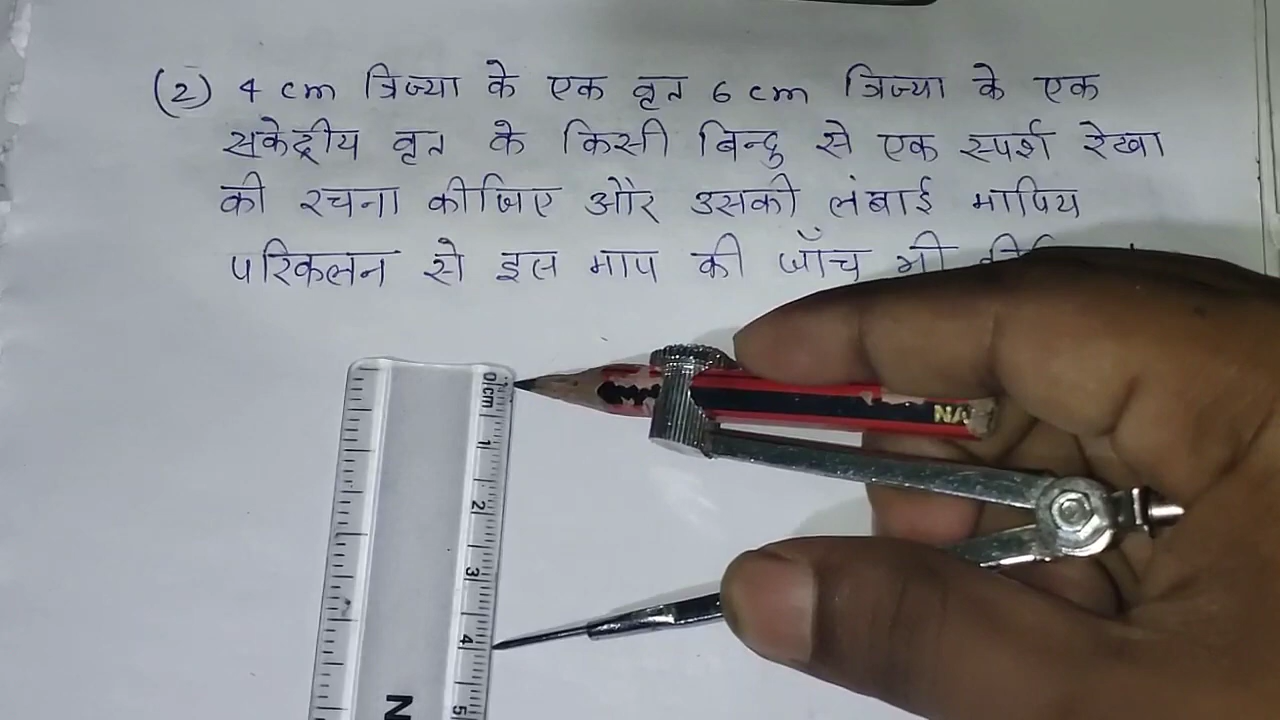 (2) 4 cm त्रिज्या के एक वृत 6 cm त्रिज्या के एक
सकेद्रीय वृत के किसी बिन्दु से एक स्पर्श रेखा
की रचना कीजिए और उसकी लंबाई मापिय
परिकलन से इस माप की जाँच भी
0 cm 1 2 3 4 5
N
NA